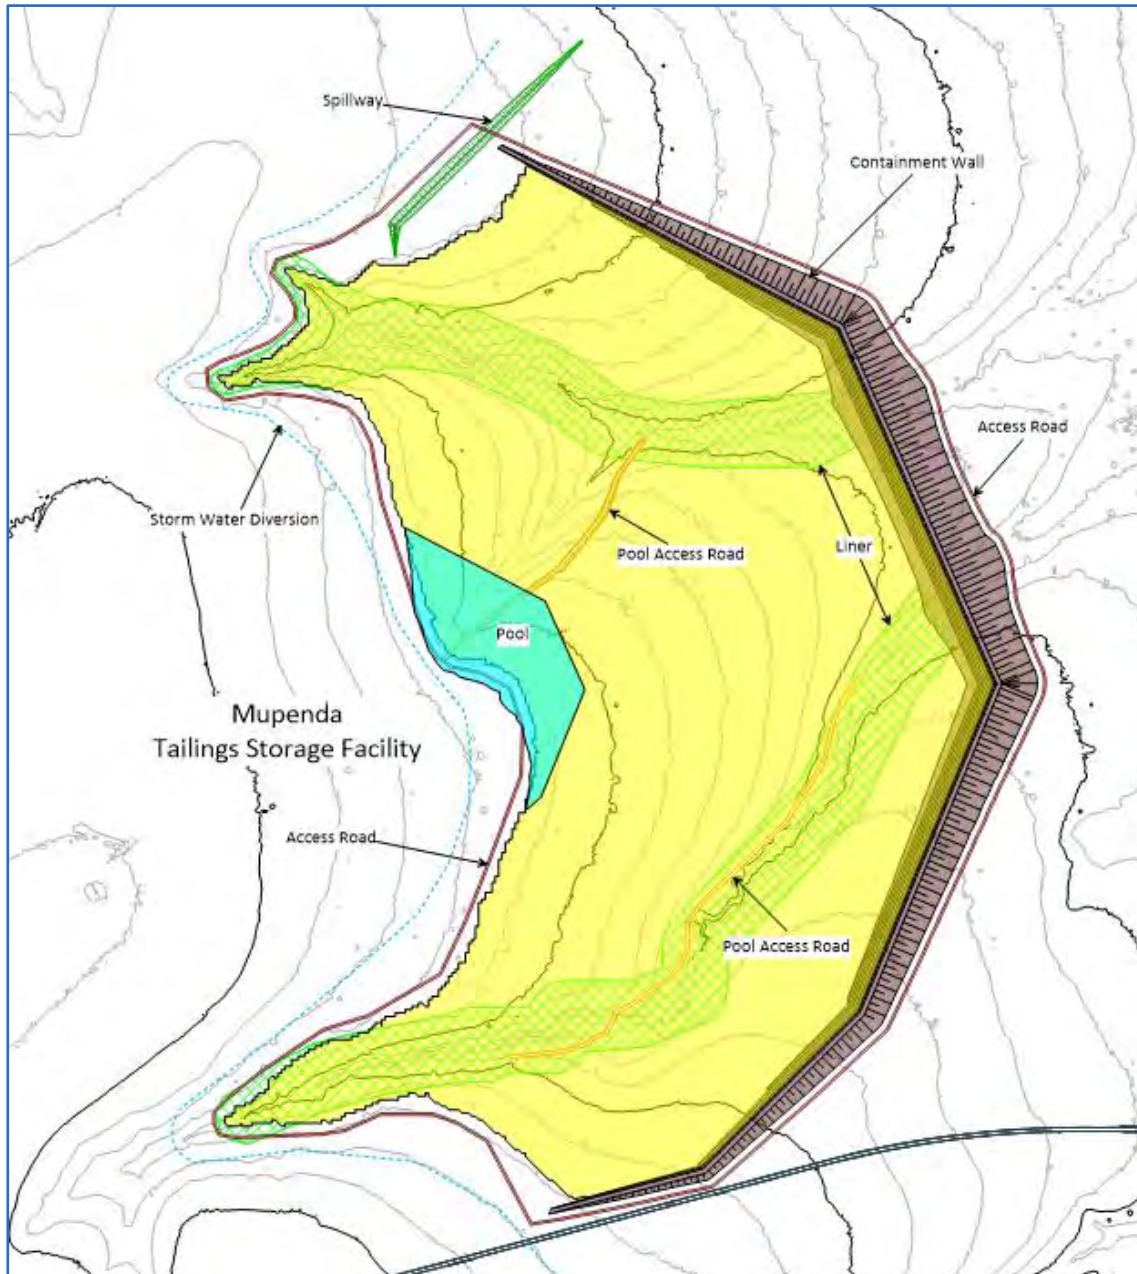 Spillway
Containment Wall
Access Road
Storm Water Diversion
Pool Access Road
Liner
Pool
Mupenda
Tailings Storage Facility
Access Road
Pool Access Road